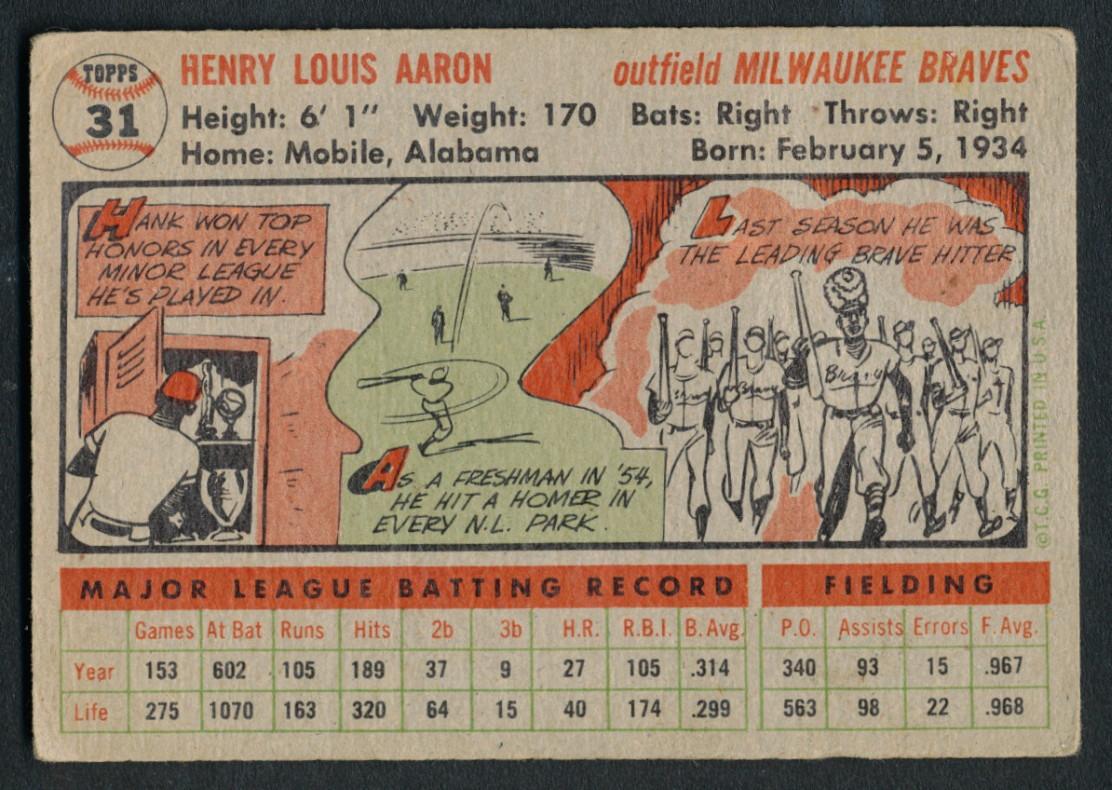 TOPPS
31
HENRY LOUIS AARON
outfield MILWAUKEE BRAVES
Height: 6' 1" Weight: 170 Bats: Right Throws: Right
Home: Mobile, Alabama
Born: February 5, 1934
HANK WON TOP
HONORS IN EVERY
MINOR LEAGUE
HE'S PLAYED IN.
AS A FRESHMAN IN '54,
HE HIT A HOMER IN
EVERY N.L. PARK.
LAST SEASON HE WAS
THE LEADING BRAVE HITTER
©T.C.G. PRINTED IN U.S.A.
MAJOR LEAGUE BATTING RECORD
Games At Bat Runs Hits 2b 3b H.R. R.B.I. B. Avg.
Year 153 602 105 189 37 9 27 105 .314
Life 275 1070 163 320 64 15 40 174 .299
FIELDING
P.O. Assists Errors F. Avg.
340 93 15 .967
563 98 22 .968